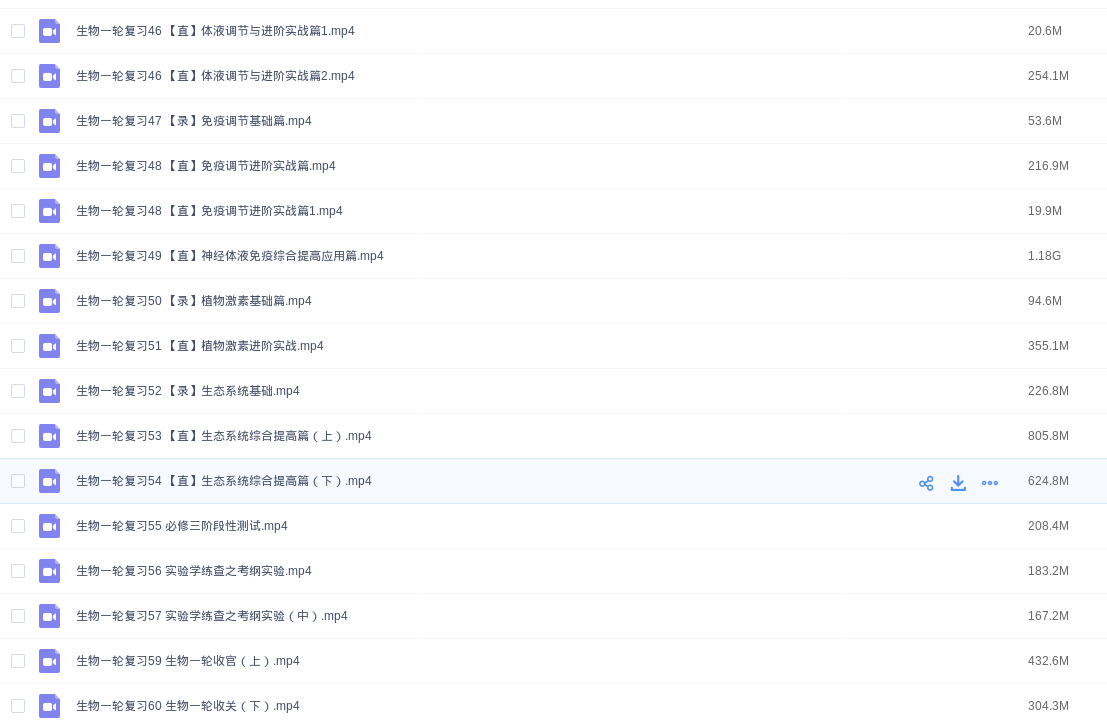 生物一轮复习46 【直】体液调节与进阶实战篇1.mp4 20.6M
生物一轮复习46 【直】体液调节与进阶实战篇2.mp4 254.1M
生物一轮复习47 【录】免疫调节基础篇.mp4 53.6M
生物一轮复习48 【直】免疫调节进阶实战篇.mp4 216.9M
生物一轮复习48 【直】免疫调节进阶实战篇1.mp4 19.9M
生物一轮复习49 【直】神经体液免疫综合提高应用篇.mp4 1.18G
生物一轮复习50 【录】植物激素基础篇.mp4 94.6M
生物一轮复习51 【直】植物激素进阶实战.mp4 355.1M
生物一轮复习52 【录】生态系统基础.mp4 226.8M
生物一轮复习53 【直】生态系统综合提高篇（上）.mp4 805.8M
生物一轮复习54 【直】生态系统综合提高篇（下）.mp4 624.8M
生物一轮复习55 必修三阶段性测试.mp4 208.4M
生物一轮复习56 实验学练查之考纲实验.mp4 183.2M
生物一轮复习57 实验学练查之考纲实验（中）.mp4 167.2M
生物一轮复习59 生物一轮收官（上）.mp4 432.6M
生物一轮复习60 生物一轮收关（下）.mp4 304.3M